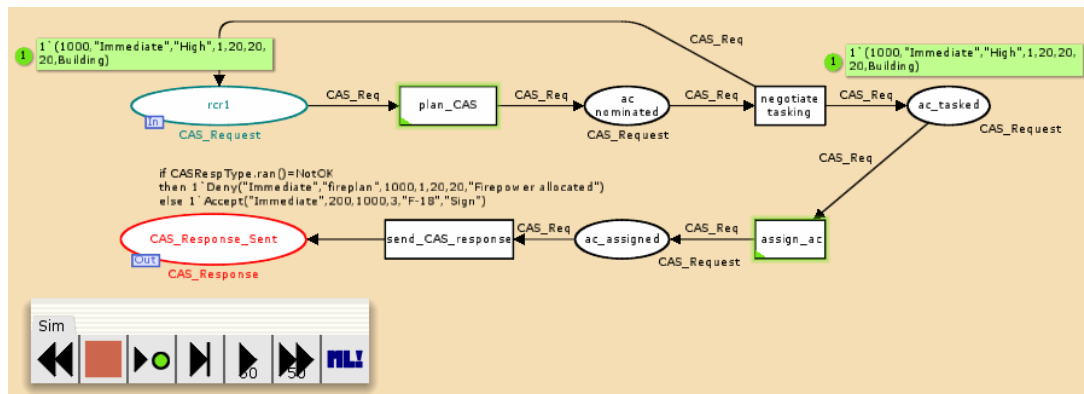 CAS_Req
1
1`(1000,"Immediate","High",1,20,20,
20,Building)
1
1`(1000,"Immediate","High",1,20,20,
20,Building)
rcr1
In
CAS_Request
CAS_Req
plan_CAS
CAS_Req
ac
nominated
CAS_Request
CAS_Req
negotiate
tasking
CAS_Req
ac_tasked
CAS_Request
CAS_Req
if CASRespType.ran()=NotOK
then 1`Deny("Immediate","fireplan",1000,1,20,20,"Firepower allocated")
else 1`Accept("Immediate",200,1000,3,"F-18","Sign")
CAS_Response_Sent
Out
CAS_Response
send_CAS_response
CAS_Req
ac_assigned
CAS_Request
CAS_Req
assign_ac
Sim
50
ML!